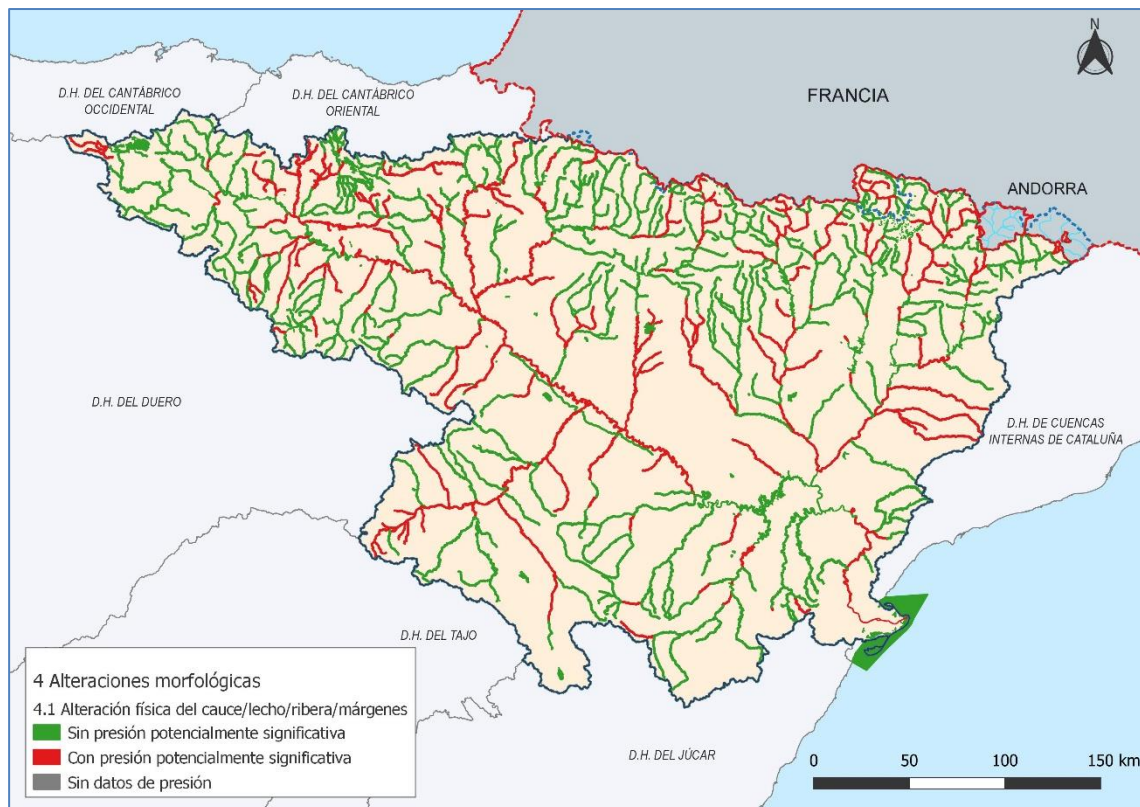 N
D.H. DEL CANTÁBRICO
OCCIDENTAL
D.H. DEL CANTÁBRICO
ORIENTAL
FRANCIA
ANDORRA
D.H. DEL DUERO
D.H. DE CUENCAS
INTERNAS DE CATALUÑA
D.H. DEL TAJO
D.H. DEL JÚCAR
4 Alteraciones morfológicas
4.1 Alteración física del cauce/lecho/ribera/márgenes
Sin presión potencialmente significativa
Con presión potencialmente significativa
Sin datos de presión
0 50 100 150 km